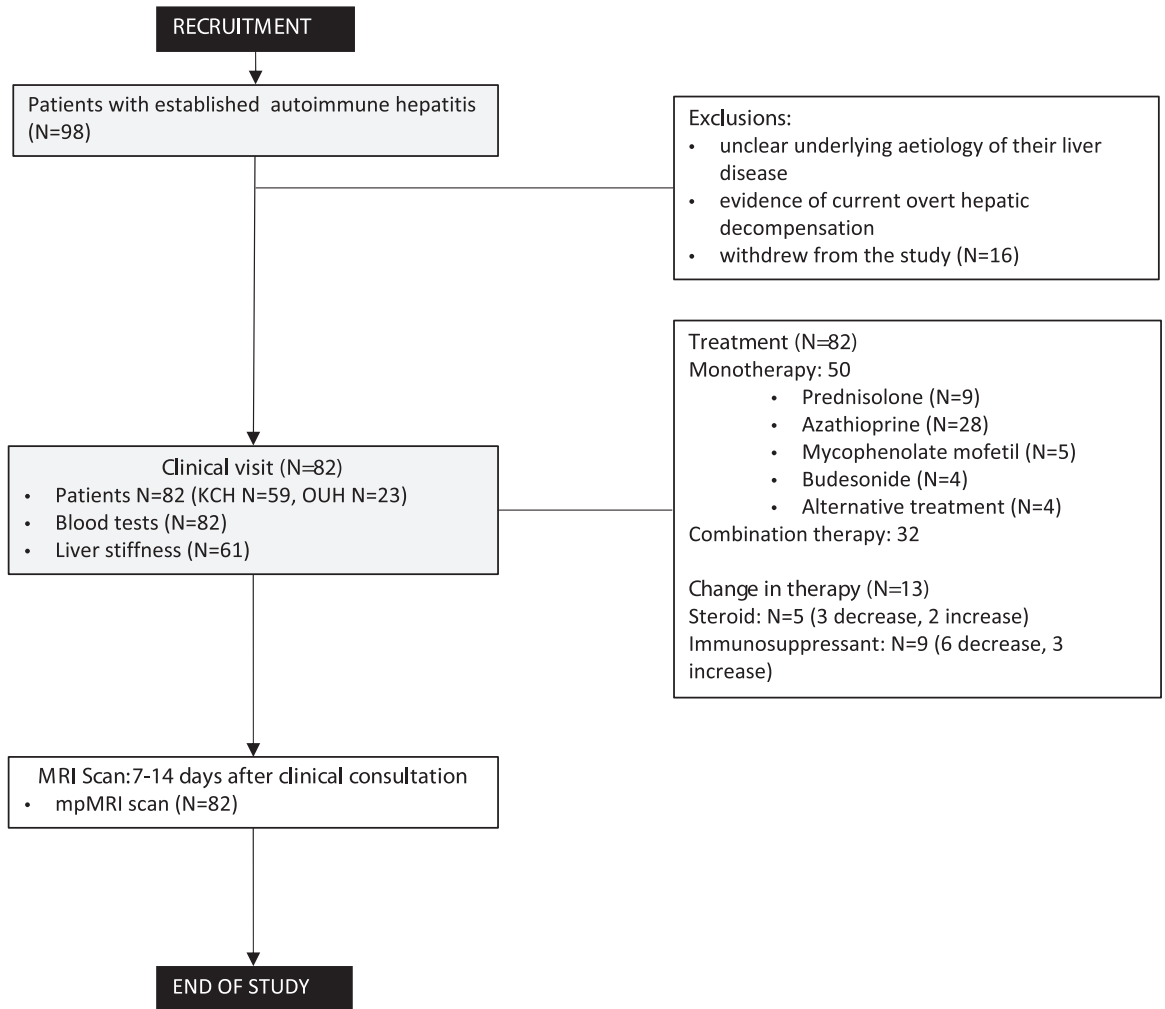 RECRUITMENT
Patients with established autoimmune hepatitis
(N=98)
Exclusions:
• unclear underlying aetiology of their liver
disease
• evidence of current overt hepatic
decompensation
• withdrew from the study (N=16)
Treatment (N=82)
Monotherapy: 50
• Prednisolone (N=9)
• Azathioprine (N=28)
• Mycophenolate mofetil (N=5)
• Budesonide (N=4)
• Alternative treatment (N=4)
Combination therapy: 32
Change in therapy (N=13)
Steroid: N=5 (3 decrease, 2 increase)
Immunosuppressant: N=9 (6 decrease, 3
increase)
Clinical visit (N=82)
• Patients N=82 (KCH N=59, OUH N=23)
• Blood tests (N=82)
• Liver stiffness (N=61)
MRI Scan:7-14 days after clinical consultation
• mpMRI scan (N=82)
END OF STUDY